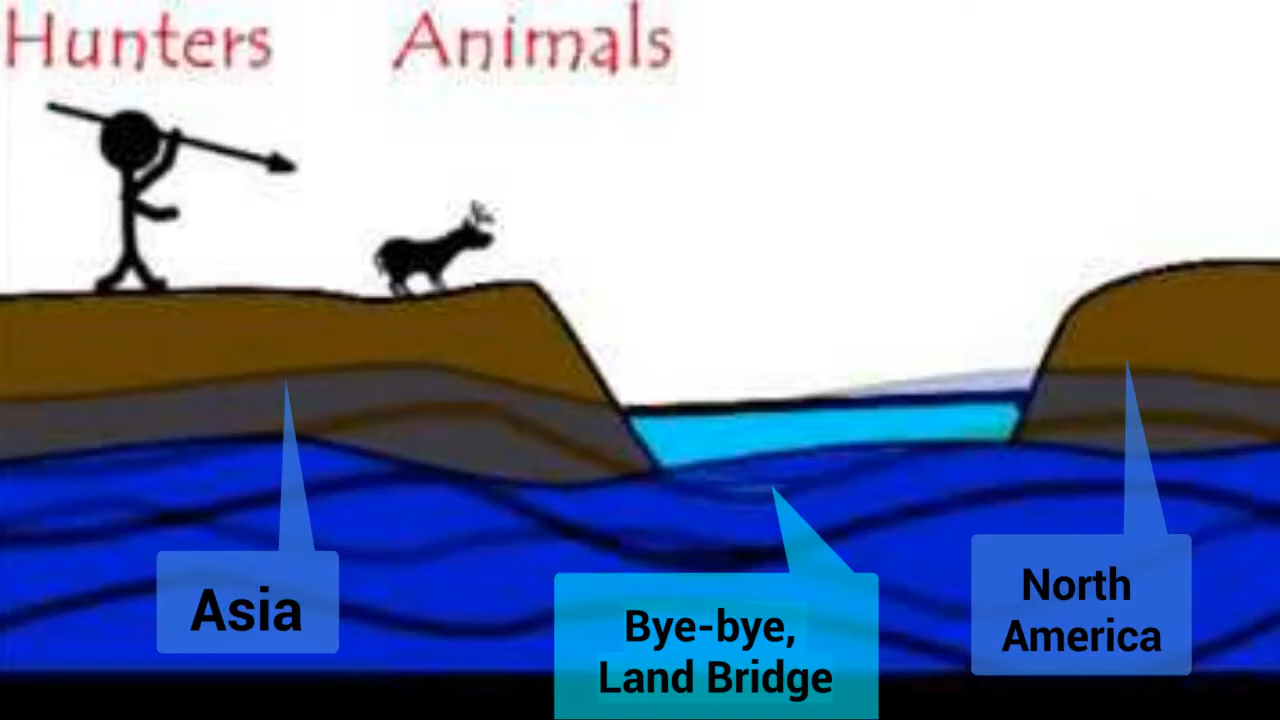 Hunters Animals
Asia
Bye-bye,
Land Bridge
North
America